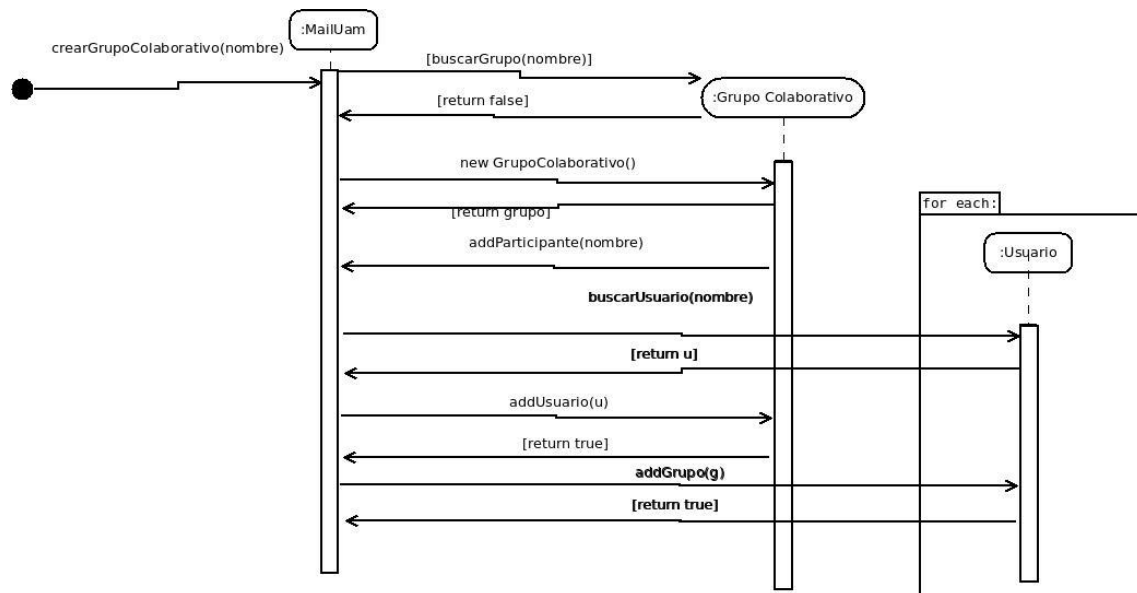 :MailUam
crearGrupoColaborativo(nombre)
[buscarGrupo(nombre)]
:Grupo Colaborativo
[return false]
new GrupoColaborativo()
for each:
[return grupo]
addParticipante(nombre)
:Usuario
buscarUsuario(nombre)
[return u]
addUsuario(u)
[return true]
addGrupo(g)
[return true]